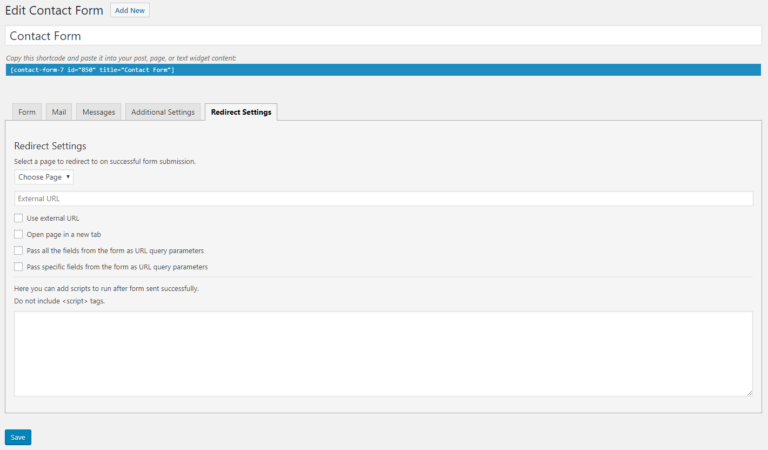 Edit Contact Form Add New
Contact Form
Copy this shortcode and paste it into your post, page, or text widget content:
[contact-form-7 id="850" title="Contact Form"]
Form Mail Messages Additional Settings Redirect Settings
Redirect Settings
Select a page to redirect to on successful form submission.
Choose Page
External URL
Use external URL
Open page in a new tab
Pass all the fields from the form as URL query parameters
Pass specific fields from the form as URL query parameters
Here you can add scripts to run after form sent successfully.
Do not include <script> tags.
Save